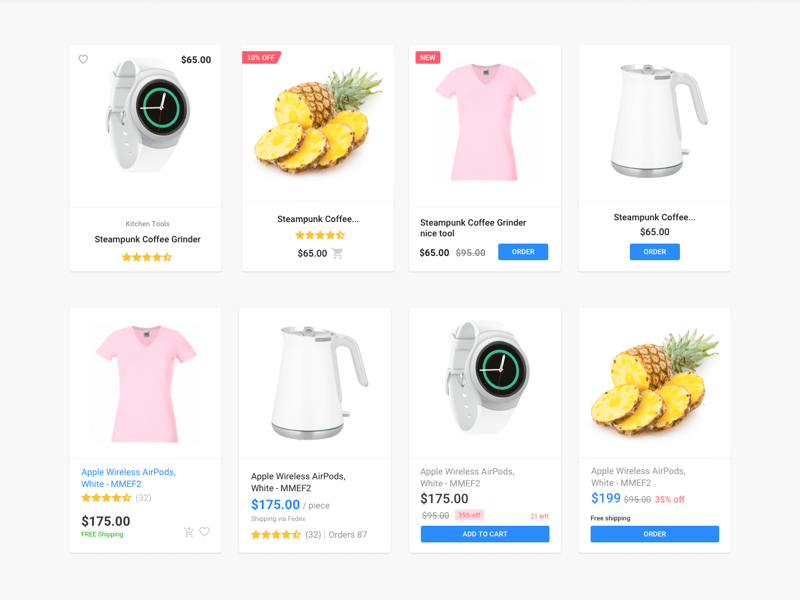 $65.00
Kitchen Tools
Steampunk Coffee Grinder
10% OFF
Steampunk Coffee...
$65.00
NEW
Steampunk Coffee Grinder
nice tool
$65.00 $95.00 ORDER
Steampunk Coffee...
$65.00
ORDER
Apple Wireless AirPods,
White - MMEF2
(32)
$175.00
FREE Shipping
Apple Wireless AirPods,
White - MMEF2
$175.00 / piece
Shipping via Fedex
(32) Orders 87
Apple Wireless AirPods,
White - MMEF2
$175.00
$95.00 35% off 21 left
ADD TO CART
Apple Wireless AirPods,
White - MMEF2
$199 $95.00 35% off
Free shipping
ORDER